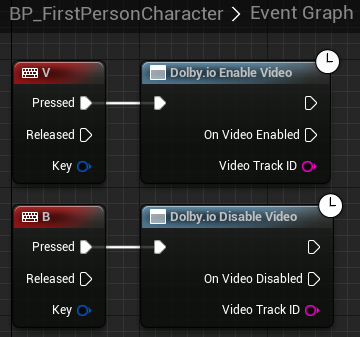 BP_FirstPersonCharacter > Event Graph
V
Dolby.io Enable Video
Pressed
Released
On Video Enabled
Key
Video Track ID
B
Dolby.io Disable Video
Pressed
Released
On Video Disabled
Key
Video Track ID